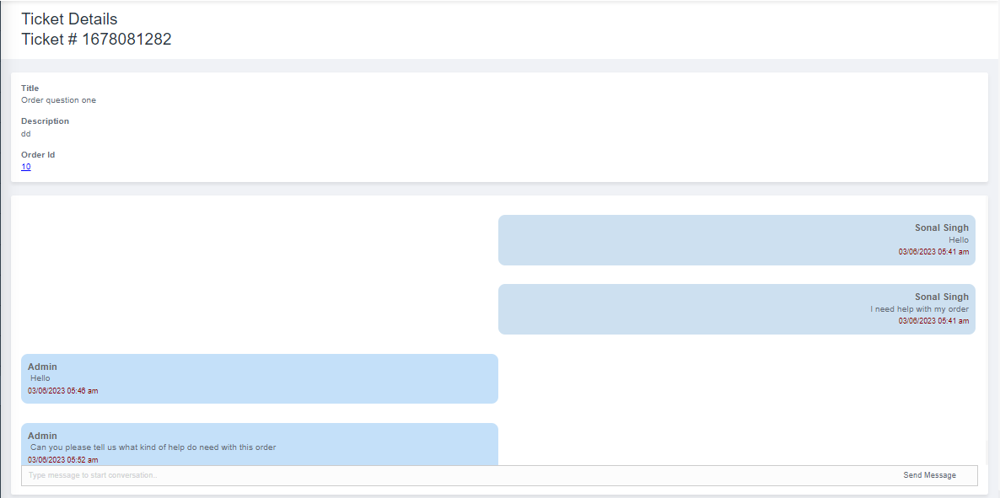 Ticket Details
Ticket # 1678081282
Title
Order question one
Description
dd
Order Id
10
Sonal Singh
Hello
03/06/2023 05:41 am
Sonal Singh
I need help with my order
03/06/2023 05:41 am
Admin
Hello
03/06/2023 05:46 am
Admin
Can you please tell us what kind of help do need with this order
03/06/2023 05:52 am
Type message to start conversation..
Send Message